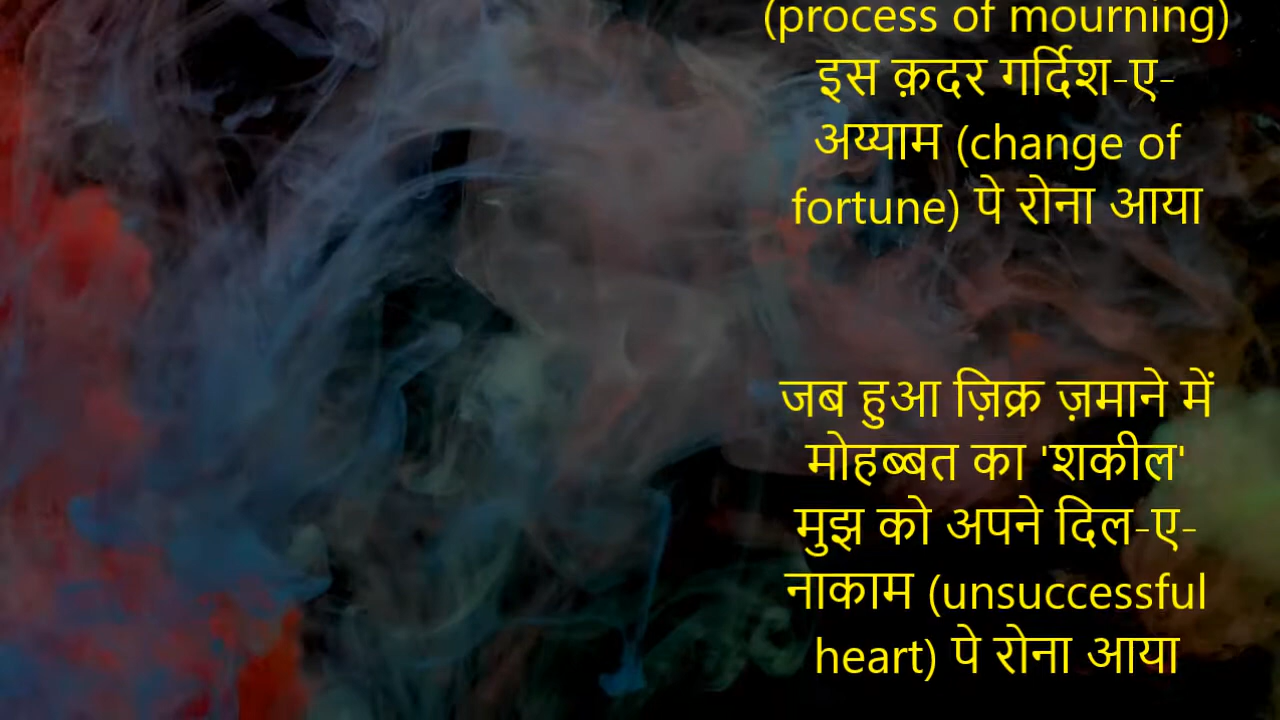 (process of mourning)
इस क़दर गर्दिश-ए-
अय्याम (change of
fortune) पे रोना आया
जब हुआ ज़िक्र ज़माने में
मोहब्बत का 'शकील'
मुझ को अपने दिल-ए-
नाकाम (unsuccessful
heart) पे रोना आया